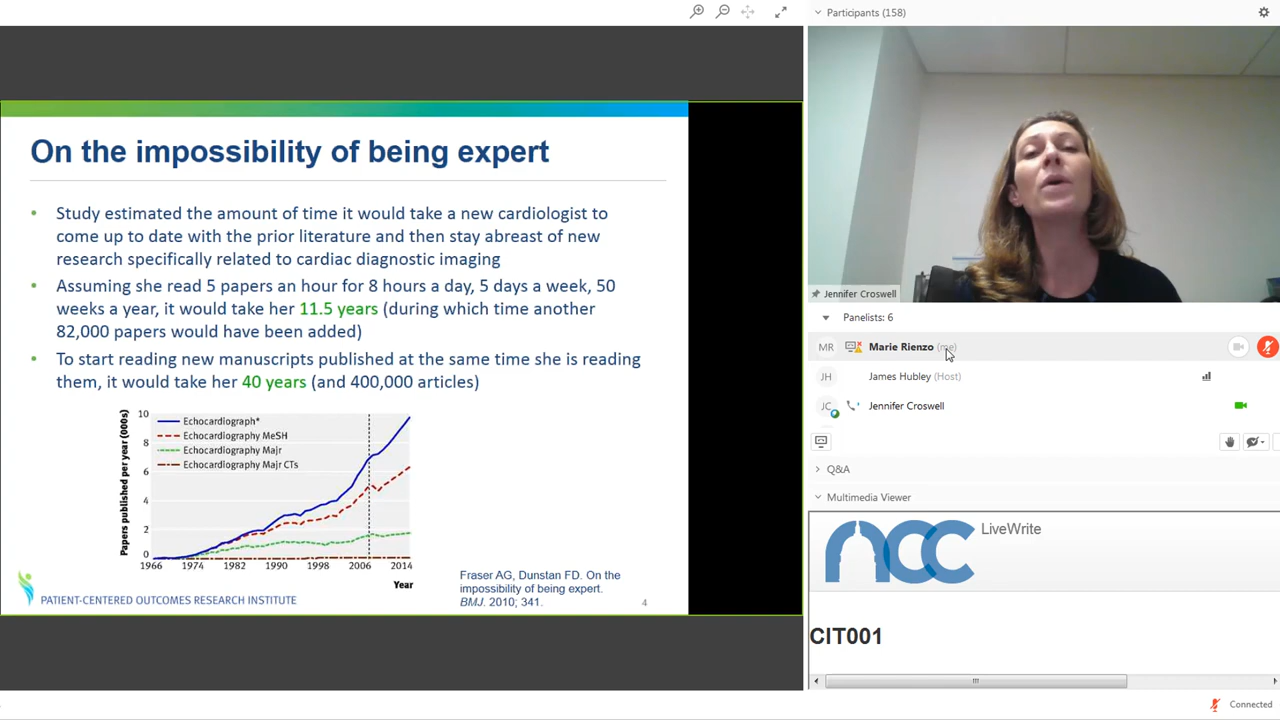 Participants (158)
On the impossibility of being expert
• Study estimated the amount of time it would take a new cardiologist to
come up to date with the prior literature and then stay abreast of new
research specifically related to cardiac diagnostic imaging
• Assuming she read 5 papers an hour for 8 hours a day, 5 days a week, 50
weeks a year, it would take her 11.5 years (during which time another
82,000 papers would have been added)
• To start reading new manuscripts published at the same time she is reading
them, it would take her 40 years (and 400,000 articles)
Papers published per year (000s)
10
8
6
4
2
0
Echocardiograph*
Echocardiography MeSH
Echocardiography Majr
Echocardiography Majr CTs
1966 1974 1982 1990 1998 2006 2014
Year
PATIENT-CENTERED OUTCOMES RESEARCH INSTITUTE
Fraser AG, Dunstan FD. On the
impossibility of being expert.
BMJ. 2010; 341.
4
Jennifer Croswell
Panelists: 6
MR Marie Rienzo (me)
JH James Hubley (Host)
JC Jennifer Croswell
Q&A
Multimedia Viewer
ACC LiveWrite
CIT001
Connected